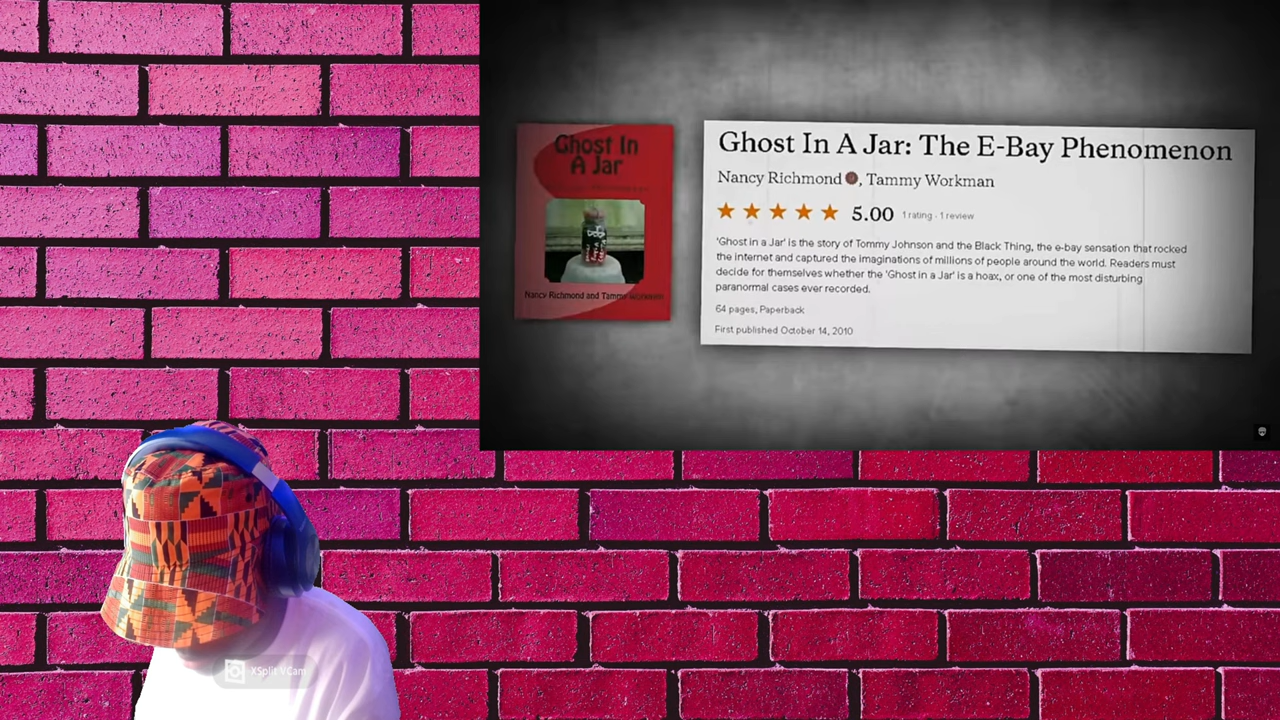 Ghost In
A Jar
Nancy Richmond and Tammy Workman
Ghost In A Jar: The E-Bay Phenomenon
Nancy Richmond, Tammy Workman
5.00 1 rating · 1 review
'Ghost in a Jar' is the story of Tommy Johnson and the Black Thing, the e-bay sensation that rocked
the internet and captured the imaginations of millions of people around the world. Readers must
decide for themselves whether the 'Ghost in a Jar' is a hoax, or one of the most disturbing
paranormal cases ever recorded.
64 pages, Paperback
First published October 14, 2010
XSplit VCam